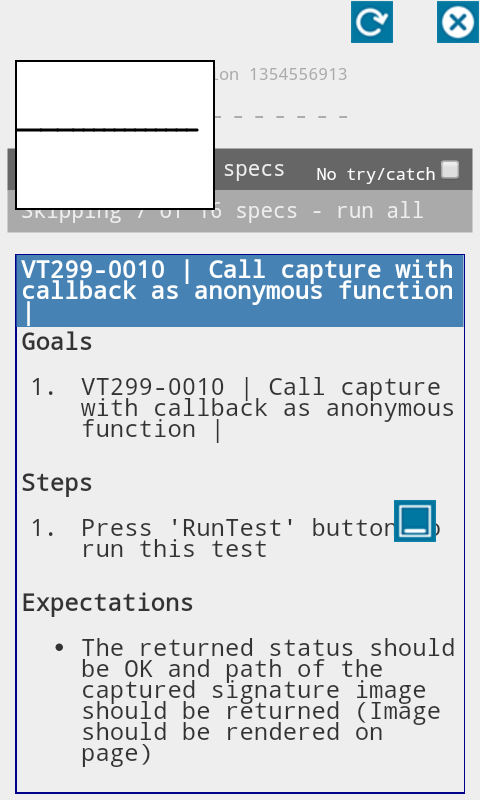 ion 1354556913
specs
No try/catch
Skipping 7 of 16 specs - run all
VT299-0010 | Call capture with
callback as anonymous function
|
Goals
1. VT299-0010 | Call capture
with callback as anonymous
function |
Steps
1. Press 'RunTest' button
run this test
Expectations
• The returned status should
be OK and path of the
captured signature image
should be returned (Image
should be rendered on
page)